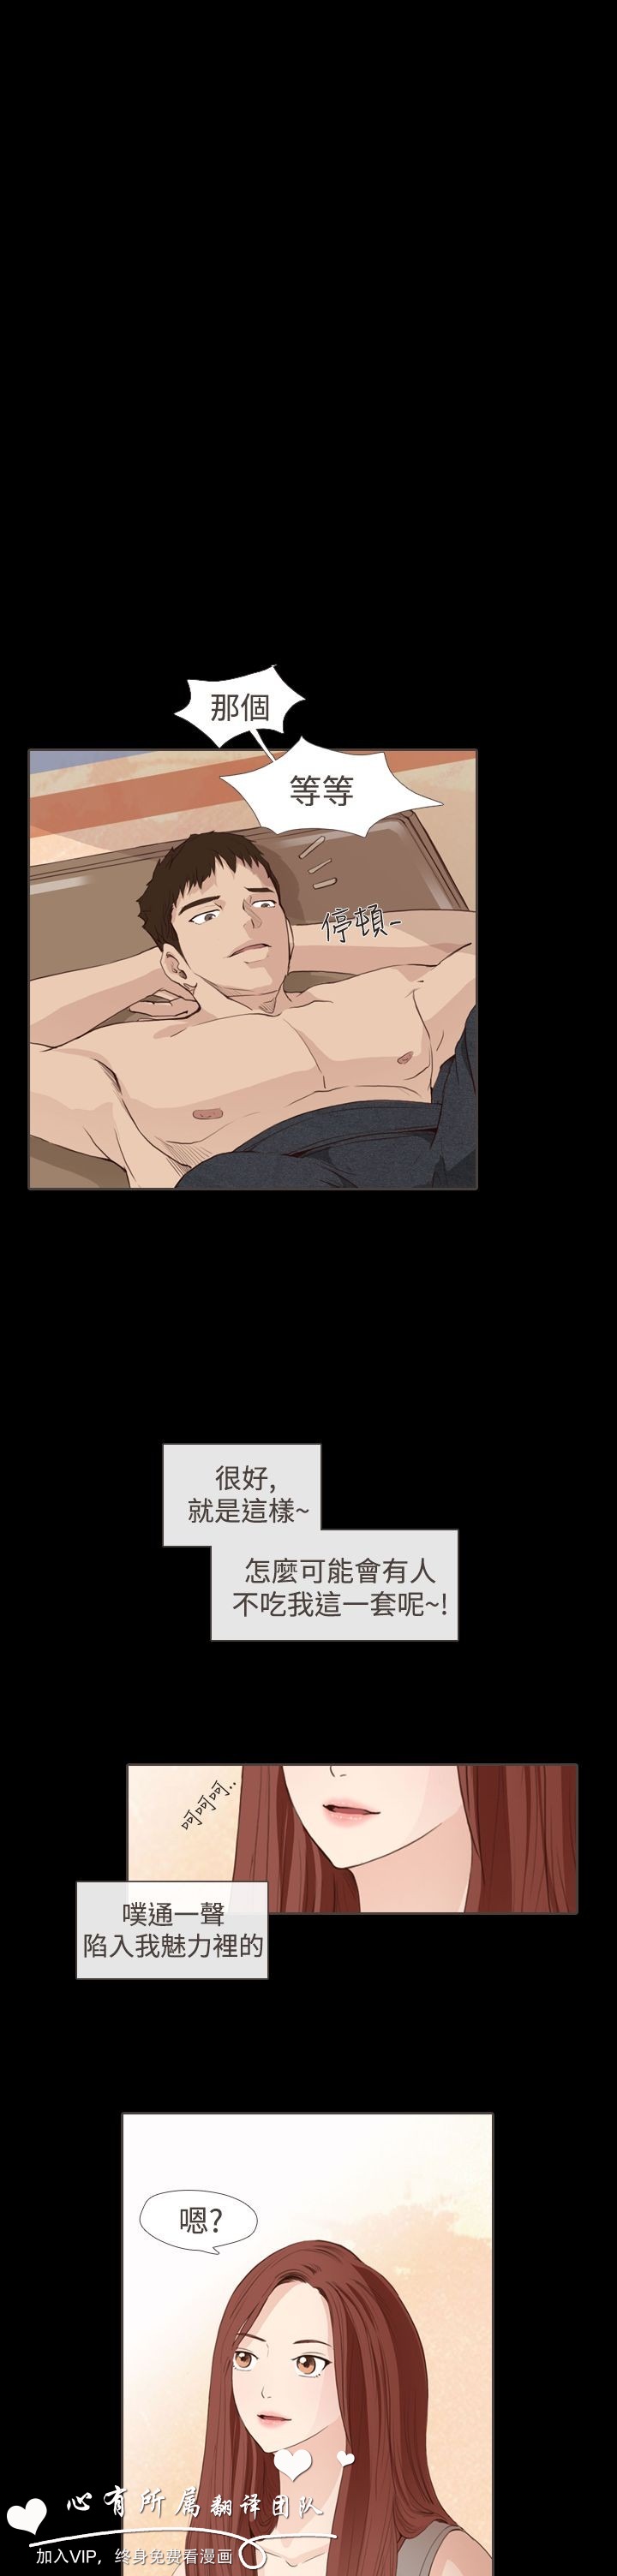 那個
等等
停頓-
很好,
就是這樣~
怎麼可能會有人
不吃我這一套呢~!
呵呵呵..
噗通一聲
陷入我魅力裡的
嗯?
心有所属翻译团队
加入VIP，终身免费看漫画